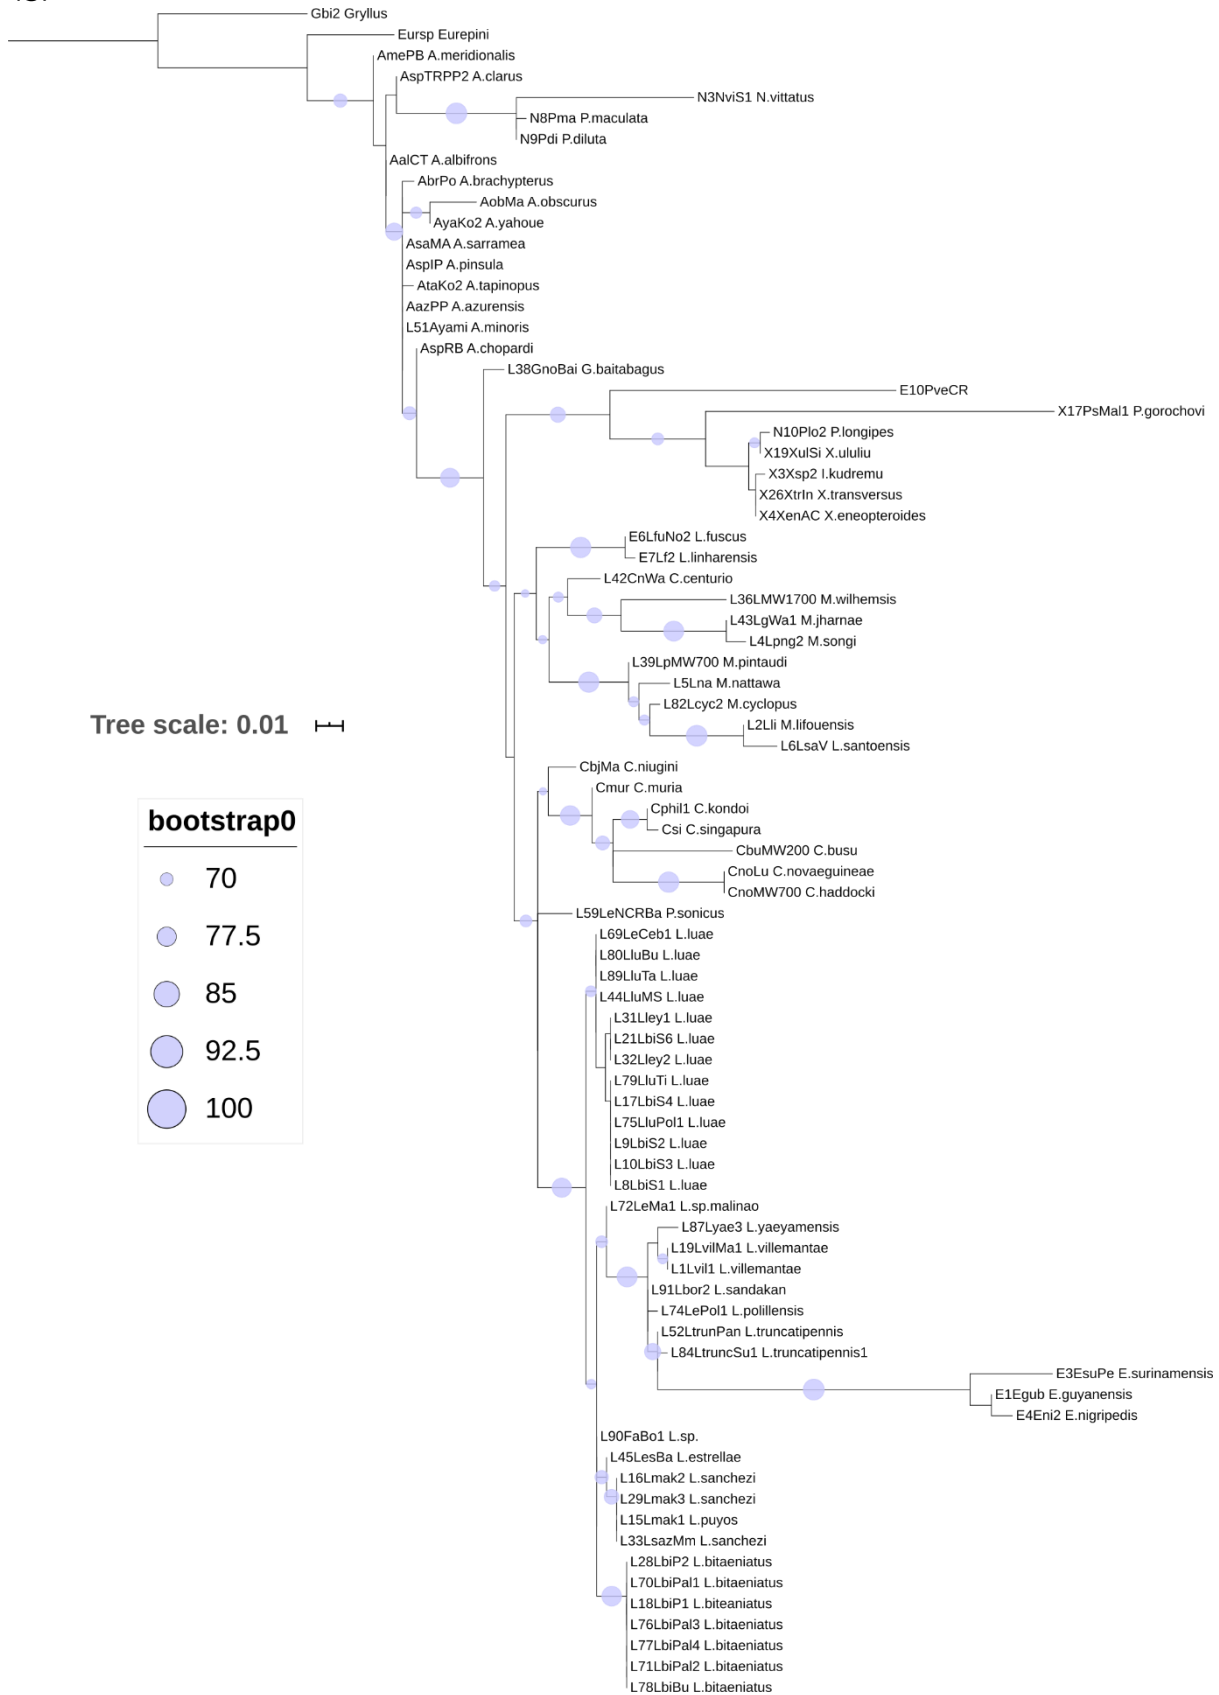 Gbi2 Gryllus
Eursp Eurepini
AmePB A.meridionalis
AspTRPP2 A.clarus
N3NviS1 N.vittatus
N8Pma P.maculata
N9Pdi P.diluta
AalCT A.albifrons
AbrPo A.brachypterus
AobMa A.obscurus
AyaKo2 A.yahoue
AsaMA A.sarramea
AspIP A.pinsula
AtaKo2 A.tapinopus
AazPP A.azurensis
L51Ayami A.minoris
AspRB A.chopardi
L38GnoBai G.baitabagus
E10PveCR
X17PsMal1 P.gorochovi
N10Plo2 P.longipes
X19XulSi X.ululiu
X3Xsp2 I.kudremu
X26XtrIn X.transversus
X4XenAC X.eneopteroides
E6LfuNo2 L.fuscus
E7Lf2 L.linharensis
L42CnWa C.centurio
L36LMW1700 M.wilhemsis
L43LgWa1 M.jharnae
L4Lpng2 M.songi
L39LpMW700 M.pintaudi
L5Lna M.nattawa
L82Lcyc2 M.cyclopus
L2Lli M.lifouensis
L6LsaV L.santoensis
Tree scale: 0.01
CbjMa C.niugini
Cmur C.muria
Cphil1 C.kondoi
Csi C.singapura
CbuMW200 C.busu
CnoLu C.novaeguineae
CnoMW700 C.haddocki
bootstrap0
70
77.5
85
92.5
100
L59LeNCRBa P.sonicus
L69LeCeb1 L.luae
L80LluBu L.luae
L89LluTa L.luae
L44LluMS L.luae
L31Lley1 L.luae
L21LbiS6 L.luae
L32Lley2 L.luae
L79LluTi L.luae
L17LbiS4 L.luae
L75LluPol1 L.luae
L9LbiS2 L.luae
L10LbiS3 L.luae
L8LbiS1 L.luae
L72LeMa1 L.sp.malinao
L87Lyae3 L.yaeyamensis
L19LvilMa1 L.villemantae
L1Lvil1 L.villemantae
L91Lbor2 L.sandakan
L74LePol1 L.polillensis
L52LtrunPan L.truncatipennis
L84LtruncSu1 L.truncatipennis1
E3EsuPe E.surinamensis
E1Egub E.guyanensis
E4Eni2 E.nigripedis
L90FaBo1 L.sp.
L45LesBa L.estrellae
L16Lmak2 L.sanchezi
L29Lmak3 L.sanchezi
L15Lmak1 L.puyos
L33LsazMm L.sanchezi
L28LbiP2 L.bitaeniatus
L70LbiPal1 L.bitaeniatus
L18LbiP1 L.biteaniatus
L76LbiPal3 L.bitaeniatus
L77LbiPal4 L.bitaeniatus
L71LbiPal2 L.bitaeniatus
L78LbiBu L.bitaeniatus